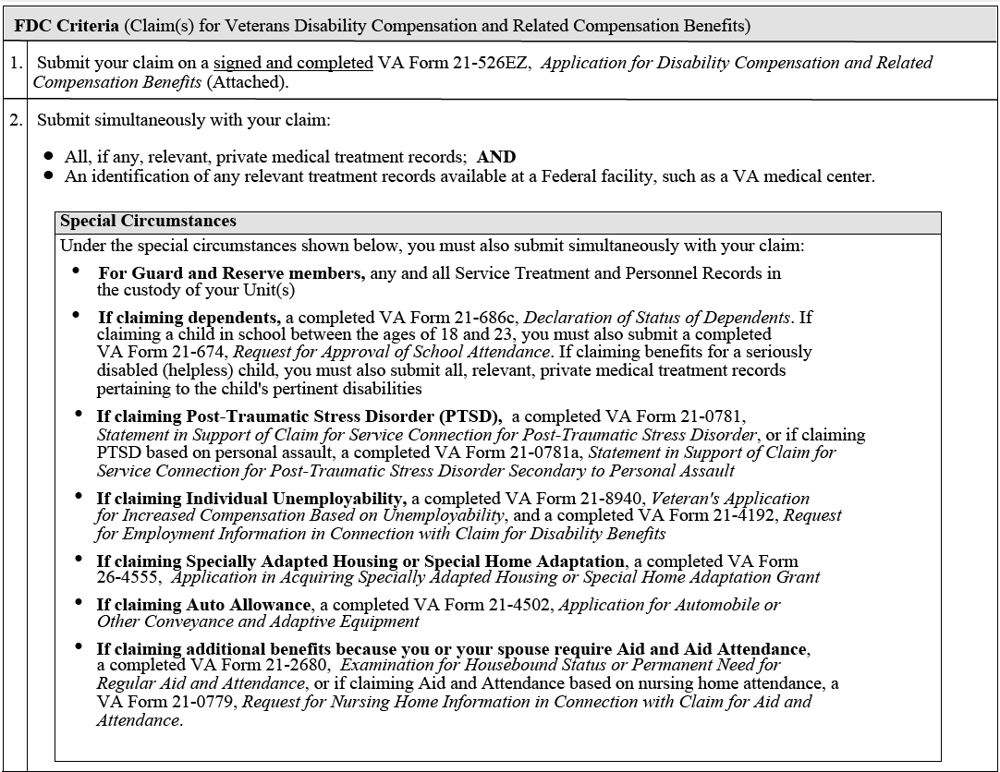 FDC Criteria (Claim(s) for Veterans Disability Compensation and Related Compensation Benefits)
1. Submit your claim on a signed and completed VA Form 21-526EZ, Application for Disability Compensation and Related
Compensation Benefits (Attached).
2. Submit simultaneously with your claim:
● All, if any, relevant, private medical treatment records; AND
● An identification of any relevant treatment records available at a Federal facility, such as a VA medical center.
Special Circumstances
Under the special circumstances shown below, you must also submit simultaneously with your claim:
• For Guard and Reserve members, any and all Service Treatment and Personnel Records in
the custody of your Unit(s)
• If claiming dependents, a completed VA Form 21-686c, Declaration of Status of Dependents. If
claiming a child in school between the ages of 18 and 23, you must also submit a completed
VA Form 21-674, Request for Approval of School Attendance. If claiming benefits for a seriously
disabled (helpless) child, you must also submit all, relevant, private medical treatment records
pertaining to the child's pertinent disabilities
• If claiming Post-Traumatic Stress Disorder (PTSD), a completed VA Form 21-0781,
Statement in Support of Claim for Service Connection for Post-Traumatic Stress Disorder, or if claiming
PTSD based on personal assault, a completed VA Form 21-0781a, Statement in Support of Claim for
Service Connection for Post-Traumatic Stress Disorder Secondary to Personal Assault
• If claiming Individual Unemployability, a completed VA Form 21-8940, Veteran's Application
for Increased Compensation Based on Unemployability, and a completed VA Form 21-4192, Request
for Employment Information in Connection with Claim for Disability Benefits
• If claiming Specially Adapted Housing or Special Home Adaptation, a completed VA Form
26-4555, Application in Acquiring Specially Adapted Housing or Special Home Adaptation Grant
• If claiming Auto Allowance, a completed VA Form 21-4502, Application for Automobile or
Other Conveyance and Adaptive Equipment
• If claiming additional benefits because you or your spouse require Aid and Aid Attendance,
a completed VA Form 21-2680, Examination for Housebound Status or Permanent Need for
Regular Aid and Attendance, or if claiming Aid and Attendance based on nursing home attendance, a
VA Form 21-0779, Request for Nursing Home Information in Connection with Claim for Aid and
Attendance.